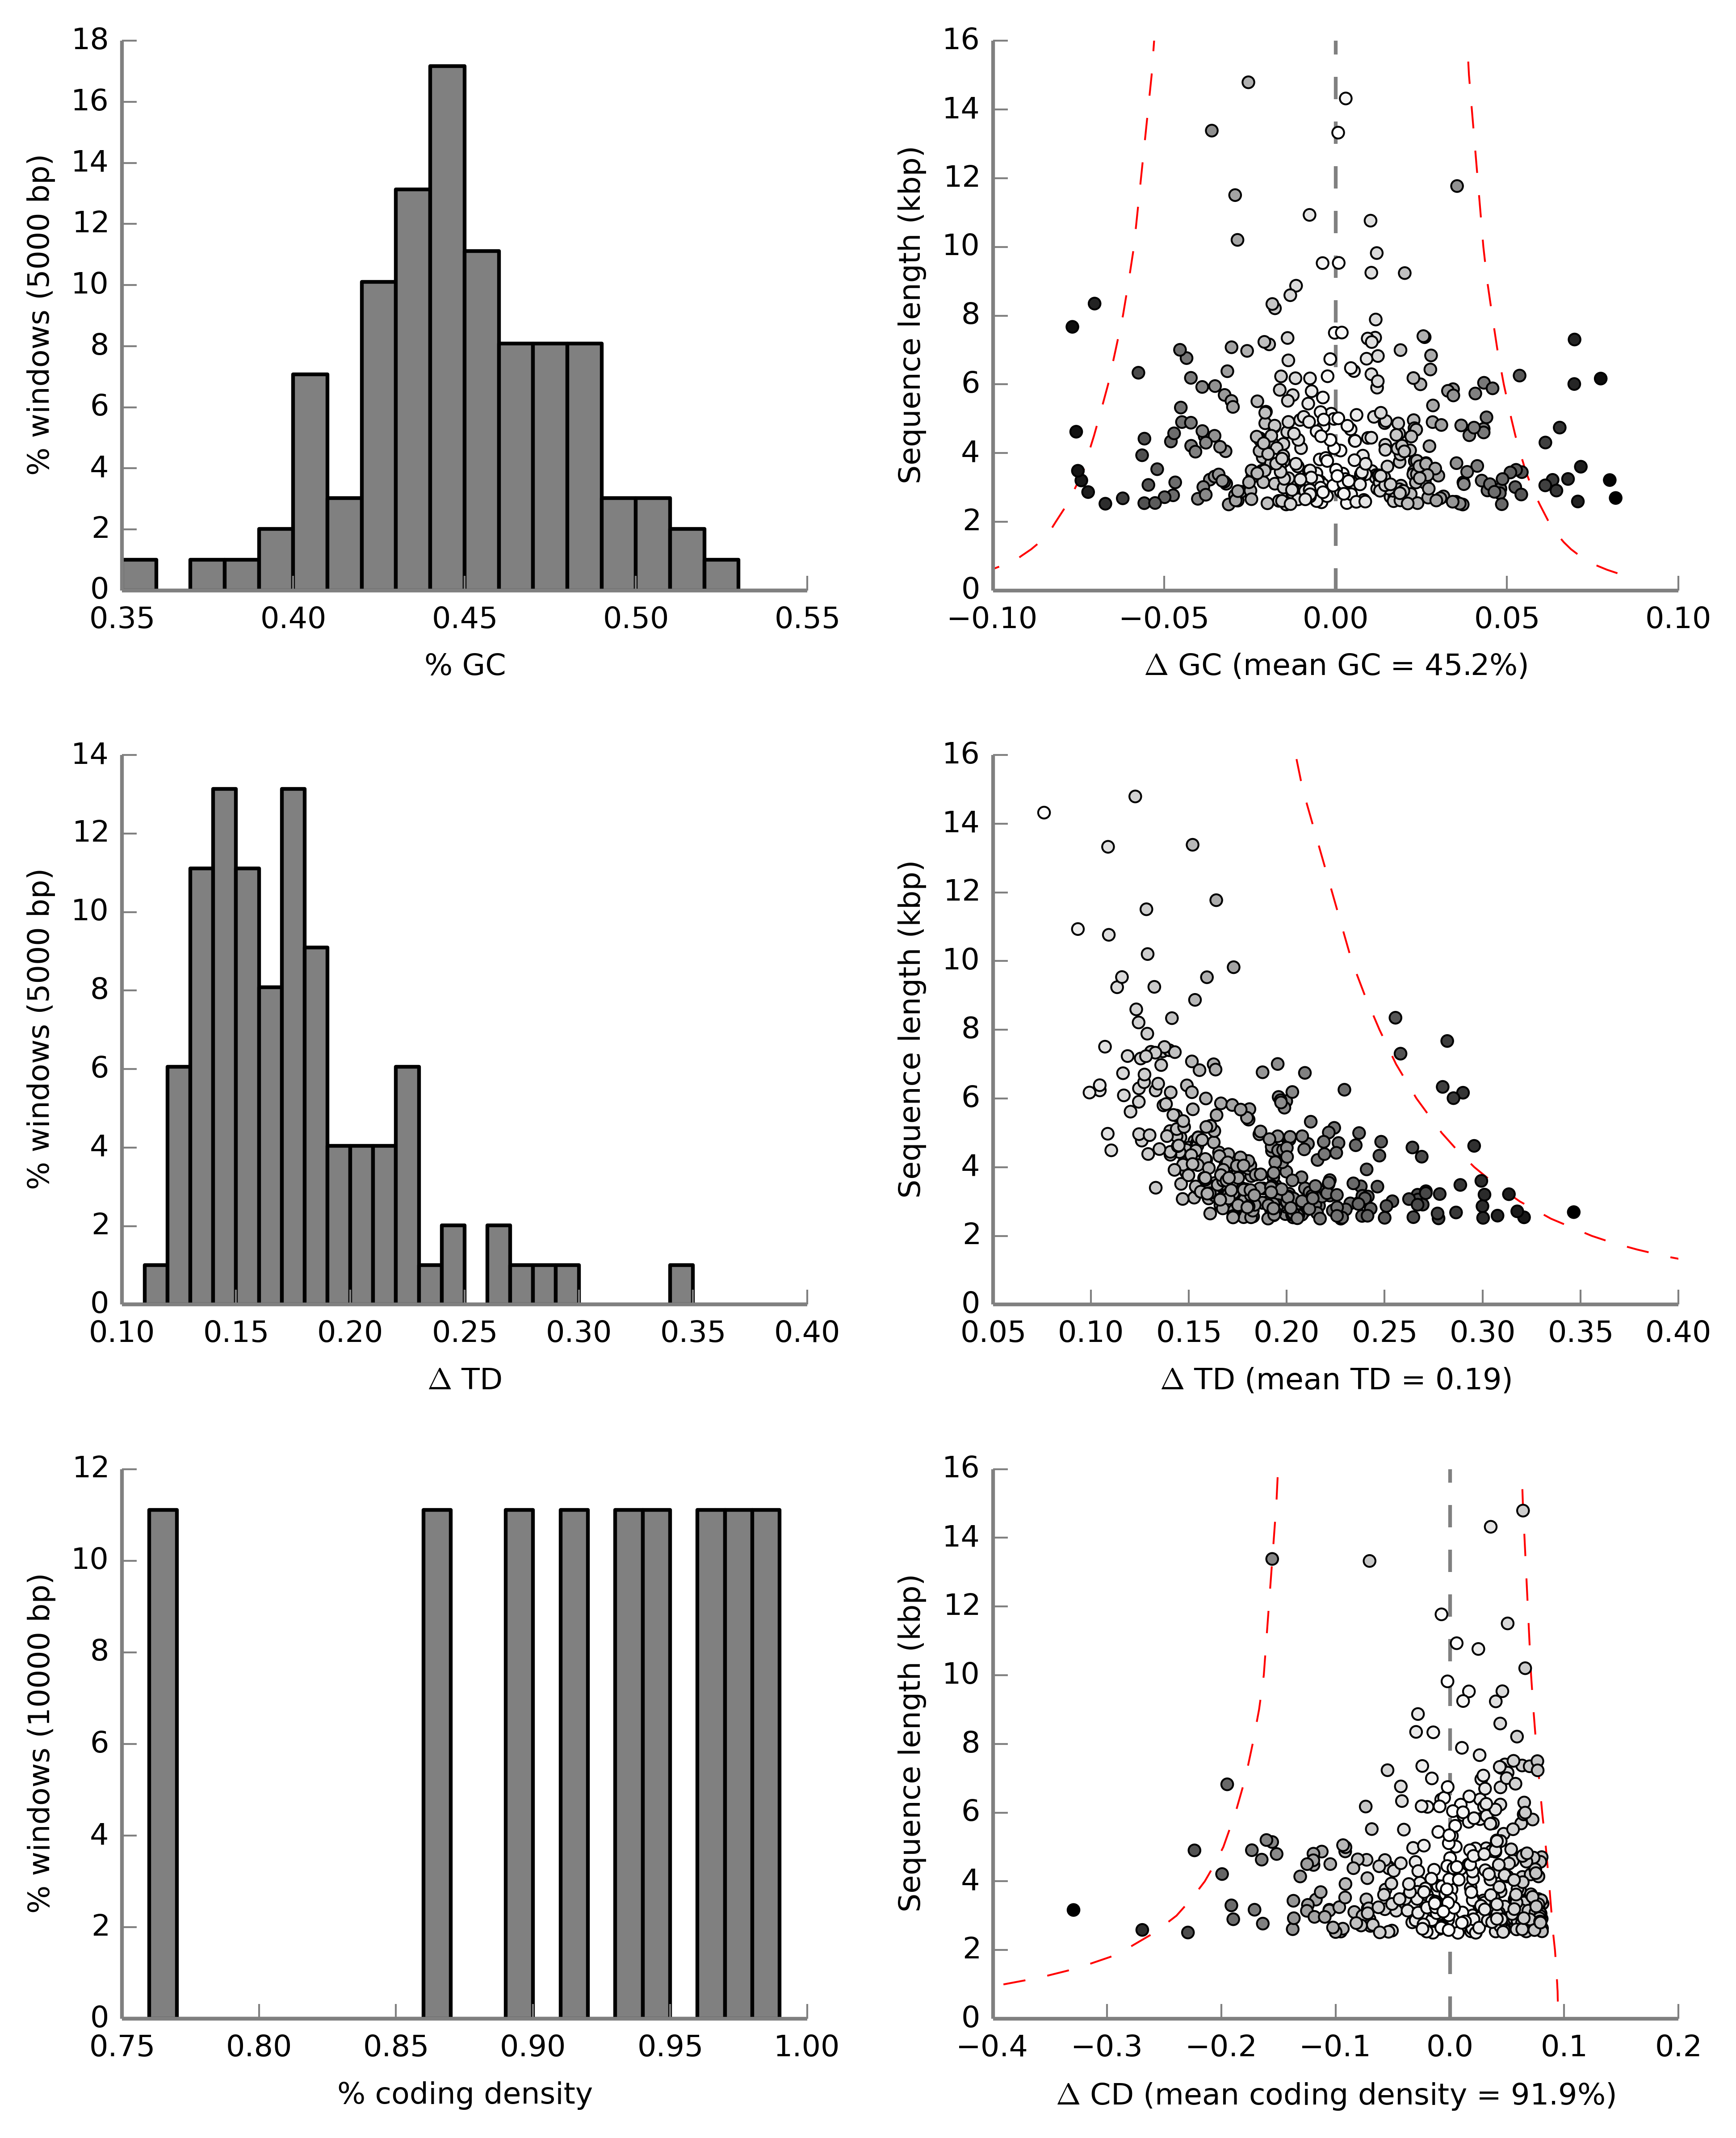 18
16
14
12
10
8
6
4
2
0
% windows (5000 bp)
0.35 0.40 0.45 0.50 0.55
% GC
16
14
12
10
8
6
4
2
0
Sequence length (kbp)
−0.10 −0.05 0.00 0.05 0.10
Δ GC (mean GC = 45.2%)
14
12
10
8
6
4
2
0
% windows (5000 bp)
0.10 0.15 0.20 0.25 0.30 0.35 0.40
Δ TD
16
14
12
10
8
6
4
2
0
Sequence length (kbp)
0.05 0.10 0.15 0.20 0.25 0.30 0.35 0.40
Δ TD (mean TD = 0.19)
12
10
8
6
4
2
0
% windows (10000 bp)
0.75 0.80 0.85 0.90 0.95 1.00
% coding density
16
14
12
10
8
6
4
2
0
Sequence length (kbp)
−0.4 −0.3 −0.2 −0.1 0.0 0.1 0.2
Δ CD (mean coding density = 91.9%)